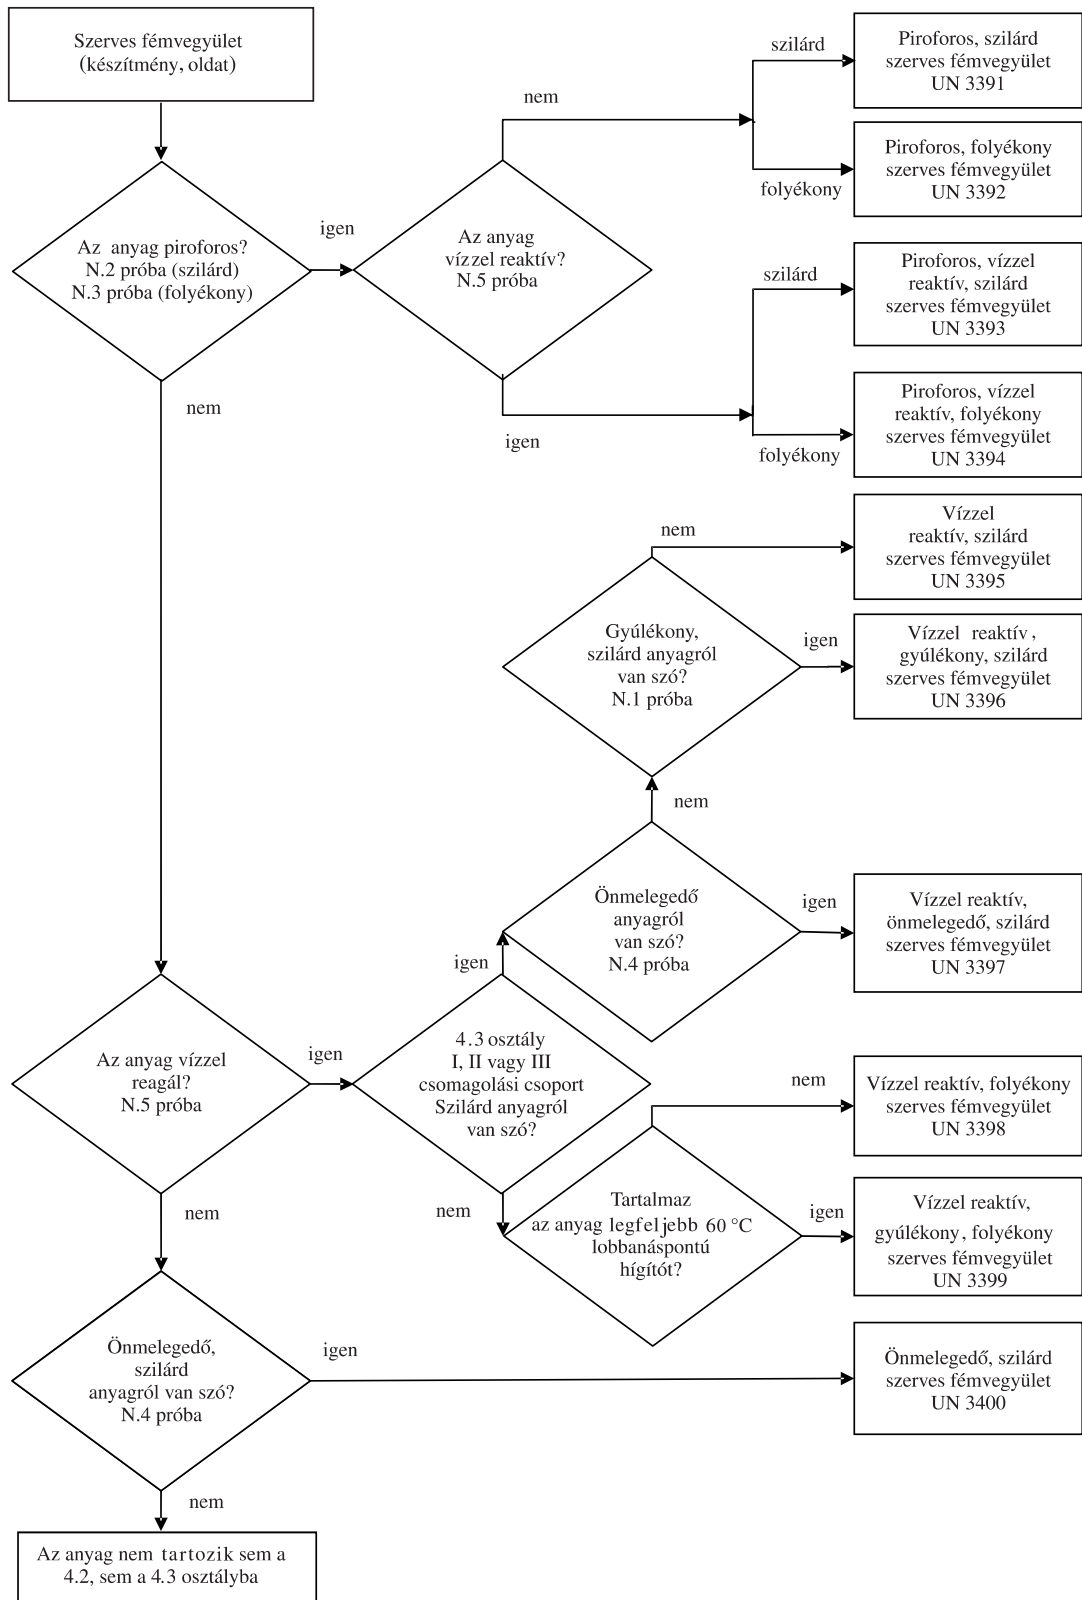 Szerves fémvegyület
(készítmény, oldat)
szilárd
Piroforos, szilárd
szerves fémvegyület
UN 3391
nem
Piroforos, folyékony
szerves fémvegyület
UN 3392
folyékony
igen
Az anyag piroforos?
N.2 próba (szilárd)
N.3 próba (folyékony)
Az anyag
vízzel reaktív?
N.5 próba
szilárd
Piroforos, vízzel
reaktív, szilárd
szerves fémvegyület
UN 3393
nem
igen
Piroforos, vízzel
reaktív, folyékony
szerves fémvegyület
UN 3394
folyékony
nem
Vízzel
reaktív, szilárd
szerves fémvegyület
UN 3395
Gyúlékony,
szilárd anyagról
van szó?
N.1 próba
igen
Vízzel reaktív,
gyúlékony, szilárd
szerves fémvegyület
UN 3396
nem
Önmelegedő
anyagról
van szó?
N.4 próba
igen
Vízzel reaktív,
önmelegedő, szilárd
szerves fémvegyület
UN 3397
igen
Az anyag vízzel
reagál?
N.5 próba
igen
4.3 osztály
I, II vagy III
csomagolási csoport
Szilárd anyagról
van szó?
nem
Vízzel reaktív, folyékony
szerves fémvegyület
UN 3398
nem
nem
Tartalmaz
az anyag legfeljebb 60 °C
lobbanáspontú
hígítót?
igen
Vízzel reaktív,
gyúlékony, folyékony
szerves fémvegyület
UN 3399
Önmelegedő,
szilárd
anyagról van szó?
N.4 próba
igen
Önmelegedő, szilárd
szerves fémvegyület
UN 3400
nem
Az anyag nem tartozik sem a
4.2, sem a 4.3 osztályba